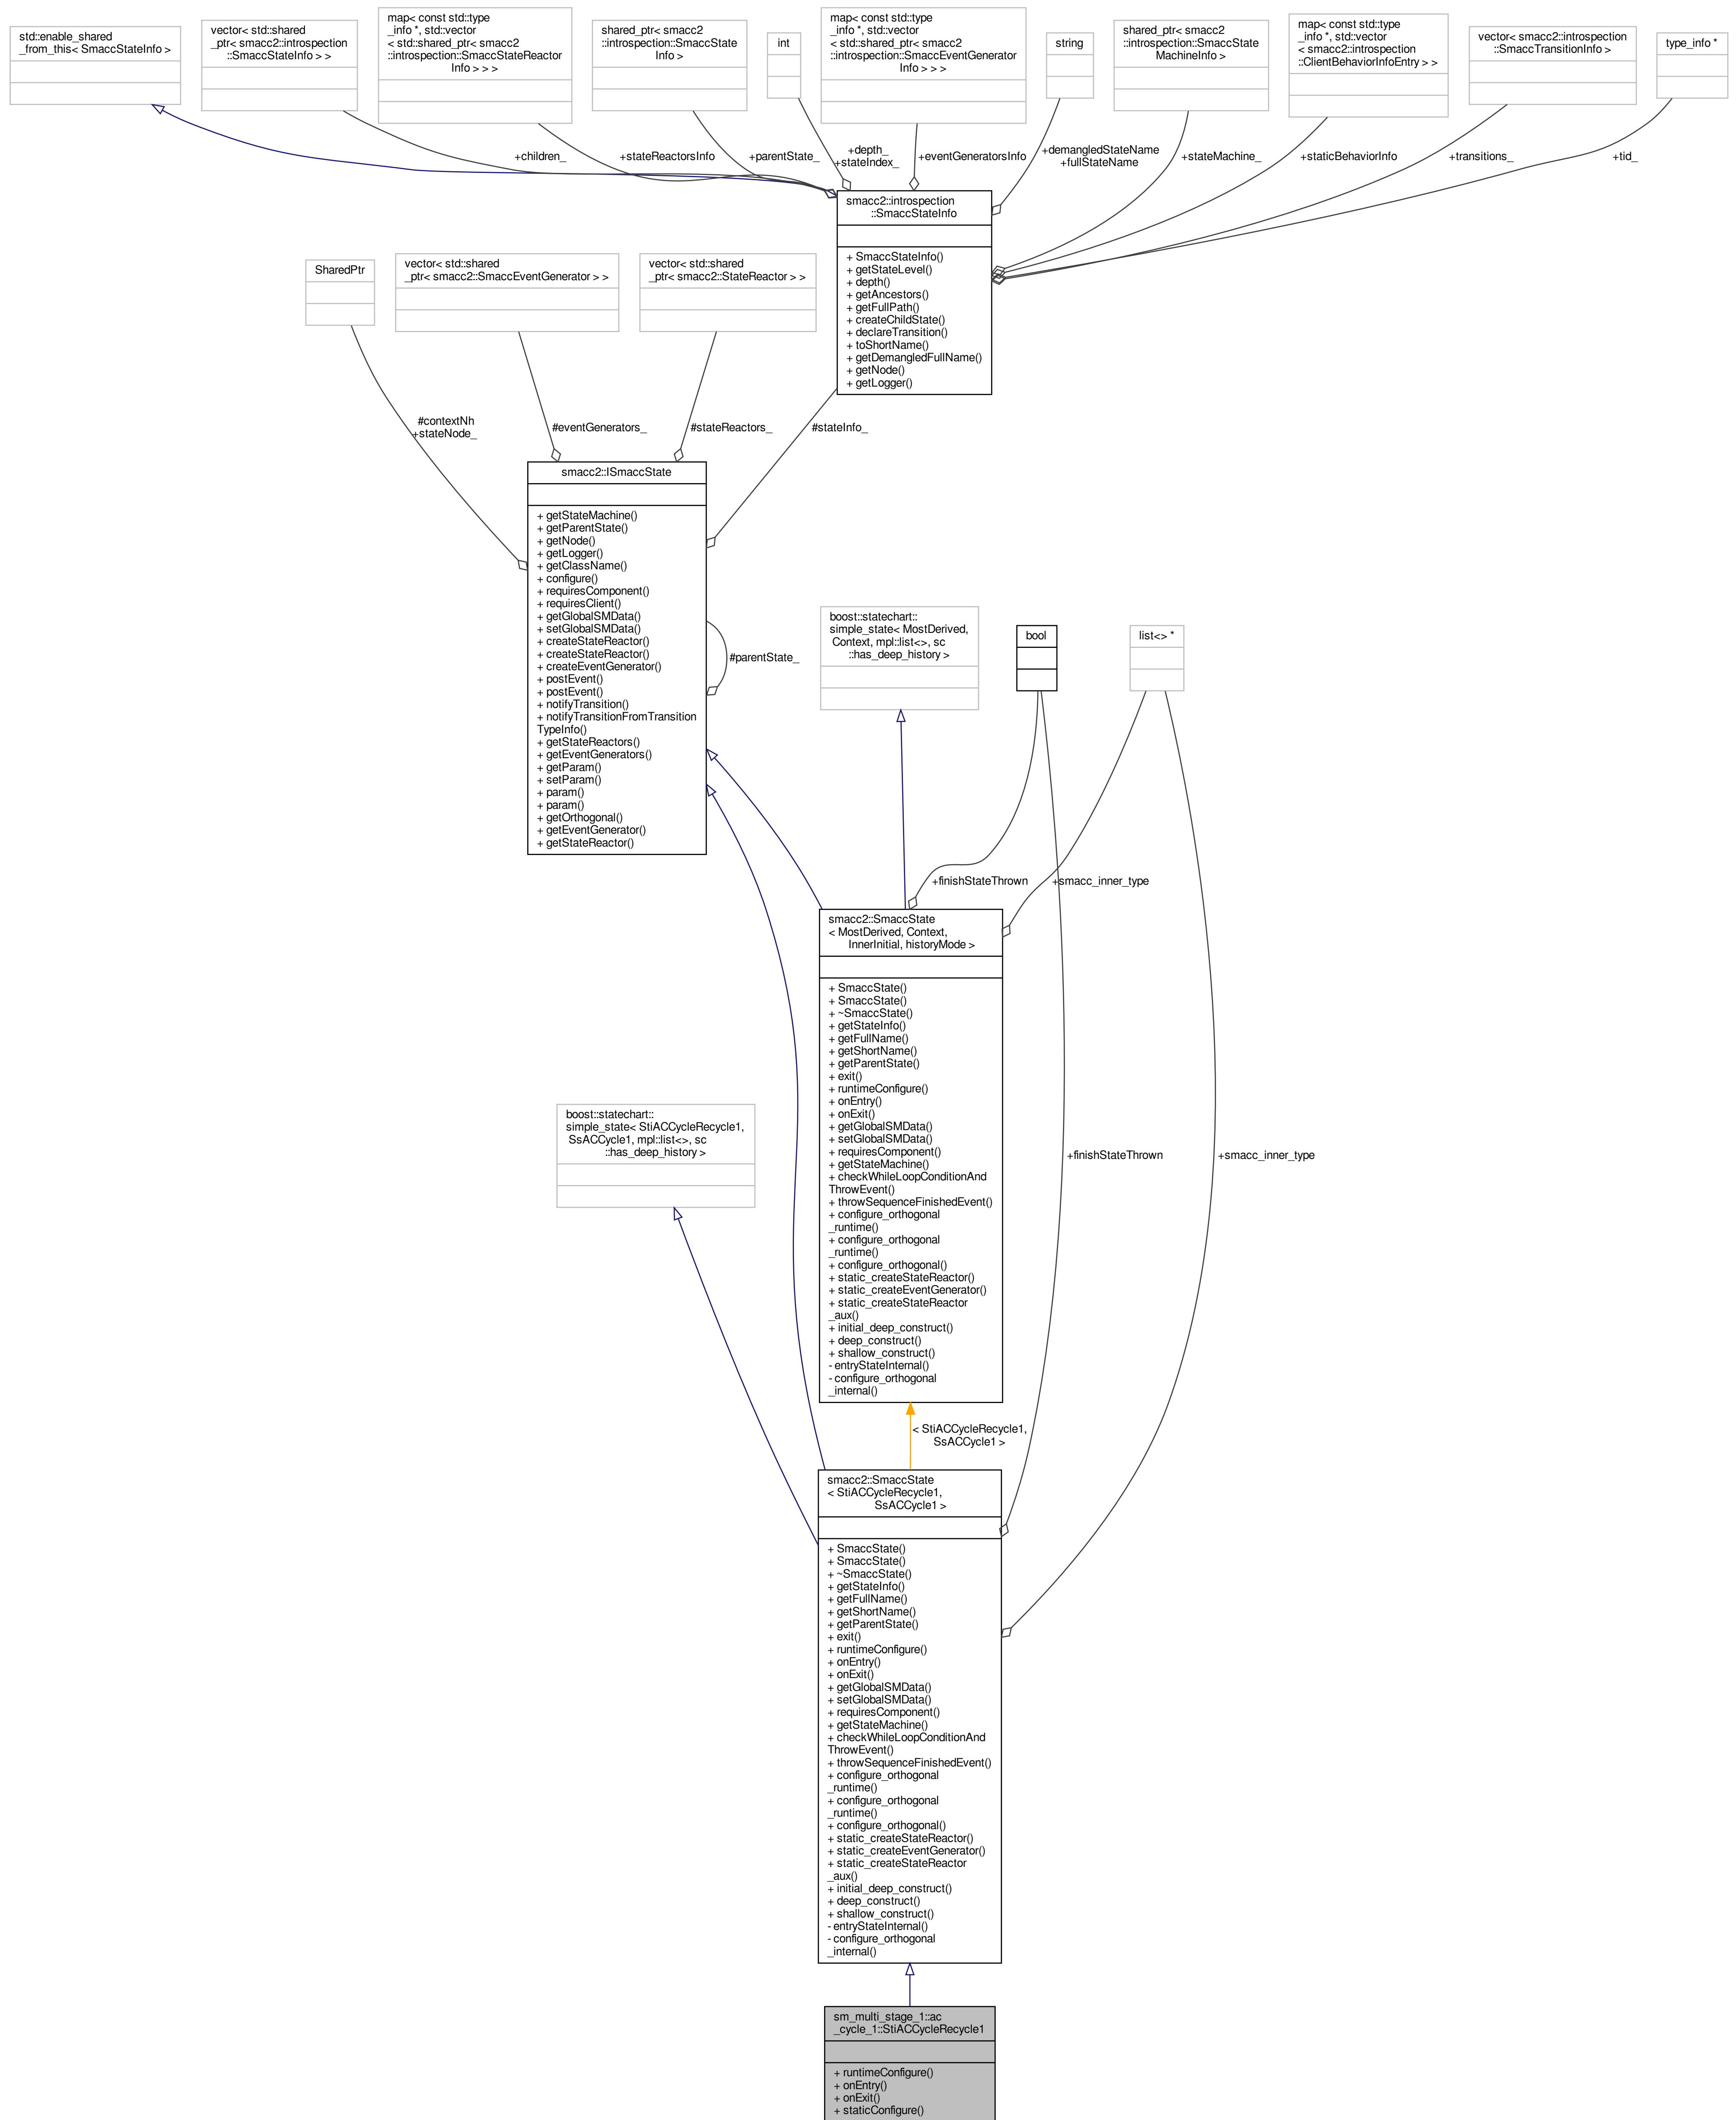 std::enable_shared
_from_this< SmaccStateInfo >
vector< std::shared
_ptr< smacc2::introspection
::SmaccStateInfo > >
map< const std::type
_info *, std::vector
< std::shared_ptr< smacc2
::introspection::SmaccStateReactor
Info > > >
shared_ptr< smacc2
::introspection::SmaccState
Info >
int
map< const std::type
_info *, std::vector
< std::shared_ptr< smacc2
::introspection::SmaccEventGenerator
Info > > >
string
shared_ptr< smacc2
::introspection::SmaccState
MachineInfo >
map< const std::type
_info *, std::vector
< smacc2::introspection
::ClientBehaviorInfoEntry > >
vector< smacc2::introspection
::SmaccTransitionInfo >
type_info *
+children_
+stateReactorsInfo
+parentState_
+depth_
+stateIndex_
+eventGeneratorsInfo
+demangledStateName
+fullStateName
+stateMachine_
+staticBehaviorInfo
+transitions_
+tid_
smacc2::introspection
::SmaccStateInfo
+ SmaccStateInfo()
+ getStateLevel()
+ depth()
+ getAncestors()
+ getFullPath()
+ createChildState()
+ declareTransition()
+ toShortName()
+ getDemangledFullName()
+ getNode()
+ getLogger()
SharedPtr
vector< std::shared
_ptr< smacc2::SmaccEventGenerator > >
vector< std::shared
_ptr< smacc2::StateReactor > >
#contextNh
+stateNode_
#eventGenerators_
#stateReactors_
#stateInfo_
smacc2::ISmaccState
+ getStateMachine()
+ getParentState()
+ getNode()
+ getLogger()
+ getClassName()
+ configure()
+ requiresComponent()
+ requiresClient()
+ getGlobalSMData()
+ setGlobalSMData()
+ createStateReactor()
+ createStateReactor()
+ createEventGenerator()
+ postEvent()
+ postEvent()
+ notifyTransition()
+ notifyTransitionFromTransition
TypeInfo()
+ getStateReactors()
+ getEventGenerators()
+ getParam()
+ setParam()
+ param()
+ param()
+ getOrthogonal()
+ getEventGenerator()
+ getStateReactor()
#parentState_
boost::statechart::
simple_state< MostDerived,
Context, mpl::list<>, sc
::has_deep_history >
bool
list<> *
+finishStateThrown
+smacc_inner_type
smacc2::SmaccState
< MostDerived, Context,
InnerInitial, historyMode >
+ SmaccState()
+ SmaccState()
+ ~SmaccState()
+ getStateInfo()
+ getFullName()
+ getShortName()
+ getParentState()
+ exit()
+ runtimeConfigure()
+ onEntry()
+ onExit()
+ getGlobalSMData()
+ setGlobalSMData()
+ requiresComponent()
+ getStateMachine()
+ checkWhileLoopConditionAnd
ThrowEvent()
+ throwSequenceFinishedEvent()
+ configure_orthogonal
_runtime()
+ configure_orthogonal
_runtime()
+ configure_orthogonal()
+ static_createStateReactor()
+ static_createEventGenerator()
+ static_createStateReactor
_aux()
+ initial_deep_construct()
+ deep_construct()
+ shallow_construct()
- entryStateInternal()
- configure_orthogonal
_internal()
boost::statechart::
simple_state< StiACCycleRecycle1,
SsACCycle1, mpl::list<>, sc
::has_deep_history >
+finishStateThrown
+smacc_inner_type
< StiACCycleRecycle1,
SsACCycle1 >
smacc2::SmaccState
< StiACCycleRecycle1,
SsACCycle1 >
+ SmaccState()
+ SmaccState()
+ ~SmaccState()
+ getStateInfo()
+ getFullName()
+ getShortName()
+ getParentState()
+ exit()
+ runtimeConfigure()
+ onEntry()
+ onExit()
+ getGlobalSMData()
+ setGlobalSMData()
+ requiresComponent()
+ getStateMachine()
+ checkWhileLoopConditionAnd
ThrowEvent()
+ throwSequenceFinishedEvent()
+ configure_orthogonal
_runtime()
+ configure_orthogonal
_runtime()
+ configure_orthogonal()
+ static_createStateReactor()
+ static_createEventGenerator()
+ static_createStateReactor
_aux()
+ initial_deep_construct()
+ deep_construct()
+ shallow_construct()
- entryStateInternal()
- configure_orthogonal
_internal()
sm_multi_stage_1::ac
_cycle_1::StiACCycleRecycle1
+ runtimeConfigure()
+ onEntry()
+ onExit()
+ staticConfigure()